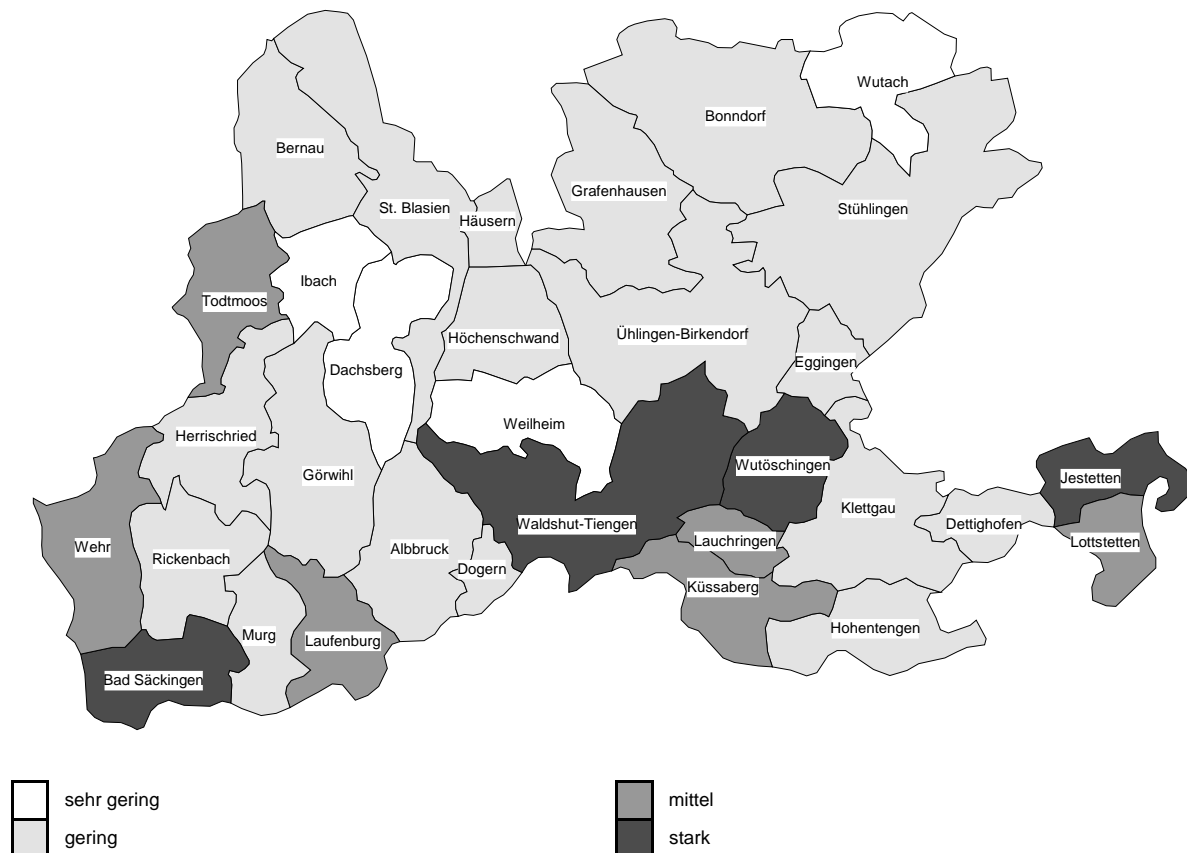 Wutach
Bonndorf
Bernau
Grafenhausen
St. Blasien
Häusern
Stühlingen
Ibach
Todtmoos
Höchenschwand
Ühlingen-Birkendorf
Eggingen
Dachsberg
Weilheim
Herrischried
Wutöschingen
Görwihl
Jestetten
Klettgau
Waldshut-Tiengen
Dettighofen
Lauchringen
Lottstetten
Wehr
Albbruck
Rickenbach
Dogern
Küssaberg
Hohentengen
Murg
Laufenburg
Bad Säckingen
sehr gering
gering
mittel
stark